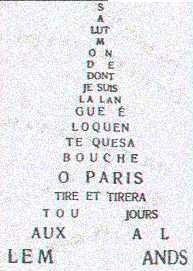 S
A
LUT
M
O N
D E
DONT
JE SUIS
LA LAN
GUE É
LOQUEN
TE QUESA
BOUCHE
O PARIS
TIRE ET TIRERA
TOU JOURS
AUX A L
LEM ANDS